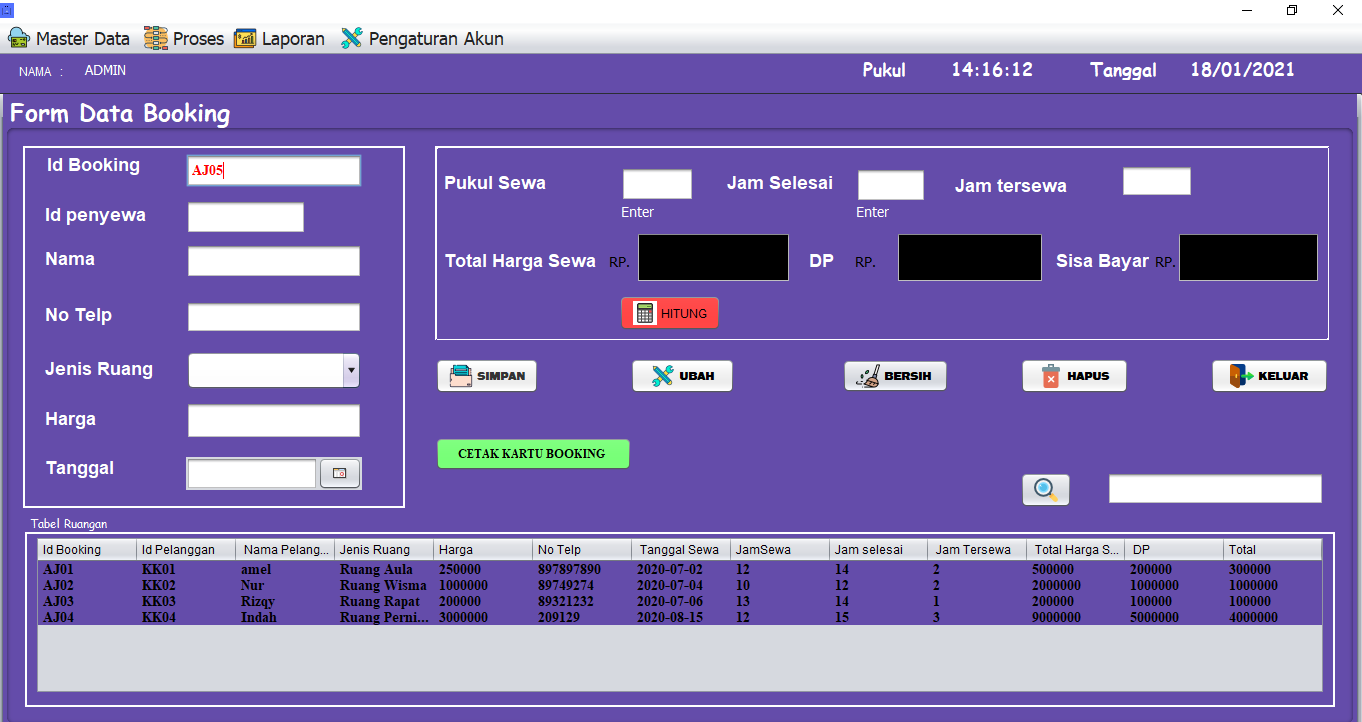 Master Data Proses Laporan Pengaturan Akun
NAMA : ADMIN Pukul 14:16:12 Tanggal 18/01/2021
Form Data Booking
Id Booking AJ05
Id penyewa
Nama
No Telp
Jenis Ruang
Harga
Tanggal
Pukul Sewa Jam Selesai Jam tersewa
Enter Enter
Total Harga Sewa RP. DP RP. Sisa Bayar RP.
HITUNG
SIMPAN UBAH BERSIH HAPUS KELUAR
CETAK KARTU BOOKING
Tabel Ruangan
Id Booking Id Pelanggan Nama Pelang... Jenis Ruang Harga No Telp Tanggal Sewa JamSewa Jam selesai Jam Tersewa Total Harga S... DP Total
AJ01 KK01 amel Ruang Aula 250000 897897890 2020-07-02 12 14 2 500000 200000 300000
AJ02 KK02 Nur Ruang Wisma 1000000 89749274 2020-07-04 10 12 2 2000000 1000000 1000000
AJ03 KK03 Rizqy Ruang Rapat 200000 89321232 2020-07-06 13 14 1 200000 100000 100000
AJ04 KK04 Indah Ruang Perni... 3000000 209129 2020-08-15 12 15 3 9000000 5000000 4000000